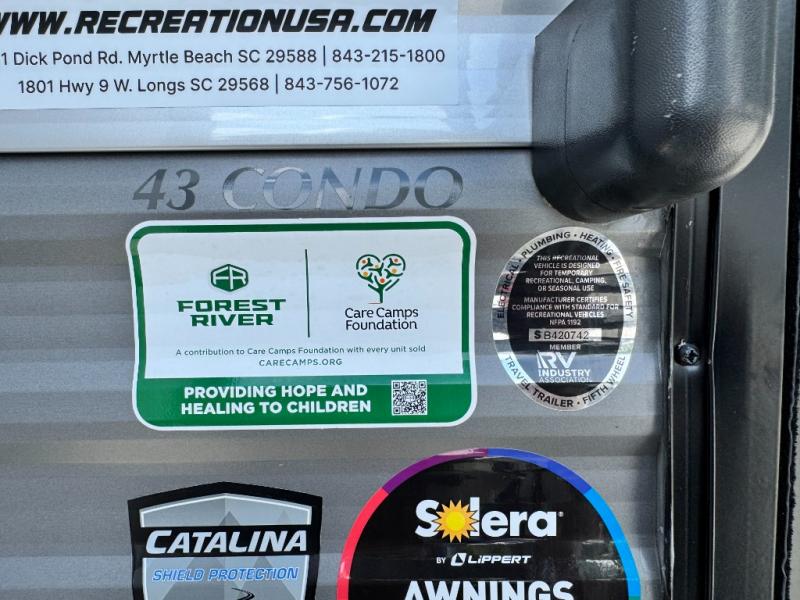 WWW.RECREATIONUSA.COM
1 Dick Pond Rd. Myrtle Beach SC 29588 | 843-215-1800
1801 Hwy 9 W. Longs SC 29568 | 843-756-1072
43 CONDO
FR
FOREST
RIVER
Care Camps
Foundation
A contribution to Care Camps Foundation with every unit sold
CARECAMPS.ORG
PROVIDING HOPE AND
HEALING TO CHILDREN
ELECTRICAL • PLUMBING • HEATING • FIRE SAFETY
THIS RECREATIONAL
VEHICLE IS DESIGNED
FOR TEMPORARY
RECREATIONAL, CAMPING,
OR SEASONAL USE
MANUFACTURER CERTIFIES
COMPLIANCE WITH STANDARD FOR
RECREATIONAL VEHICLES
NFPA 1192
S B420742
MEMBER
RV
INDUSTRY
ASSOCIATION
TRAVEL TRAILER • FIFTH WHEEL
CATALINA
SHIELD PROTECTION
Solera®
BY LIPPERT
AWNINGS